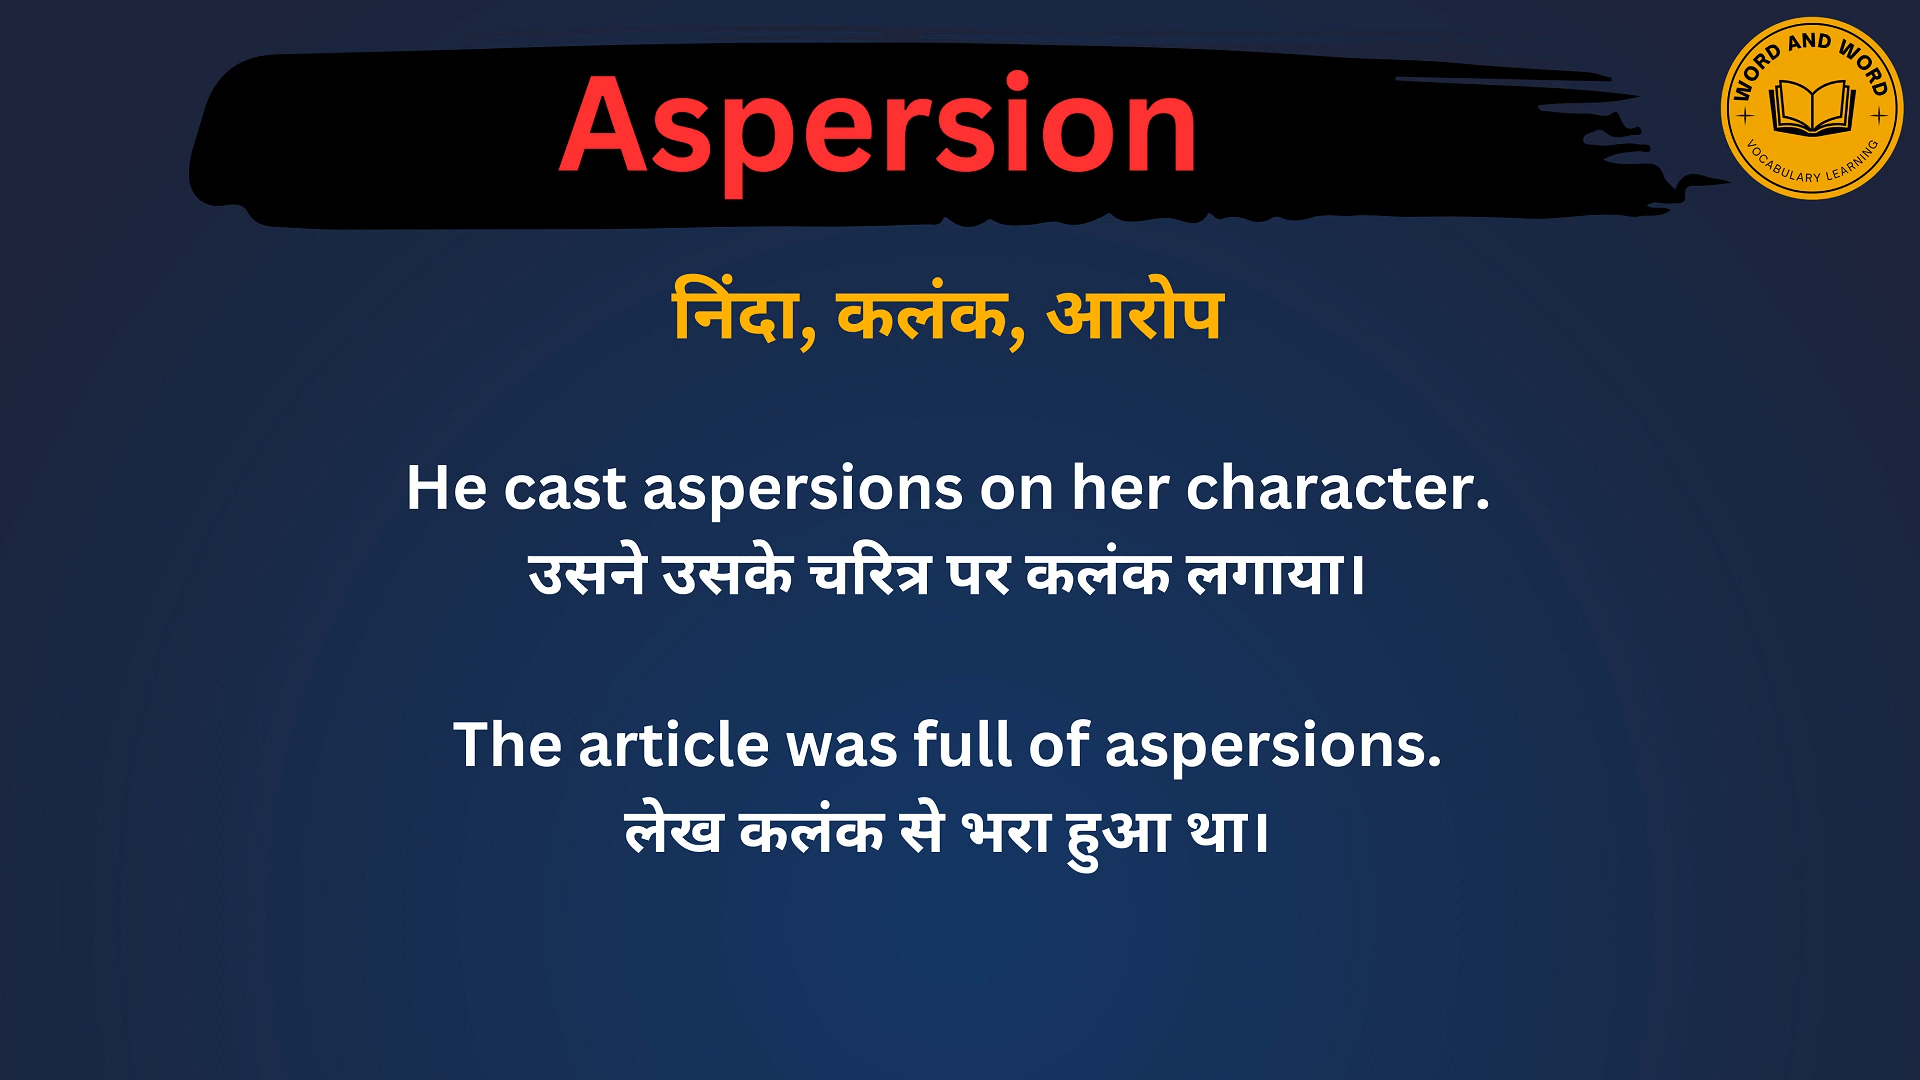 Aspersion
WORD AND WORD
VOCABULARY LEARNING
निंदा, कलंक, आरोप
He cast aspersions on her character.
उसने उसके चरित्र पर कलंक लगाया।
The article was full of aspersions.
लेख कलंक से भरा हुआ था।